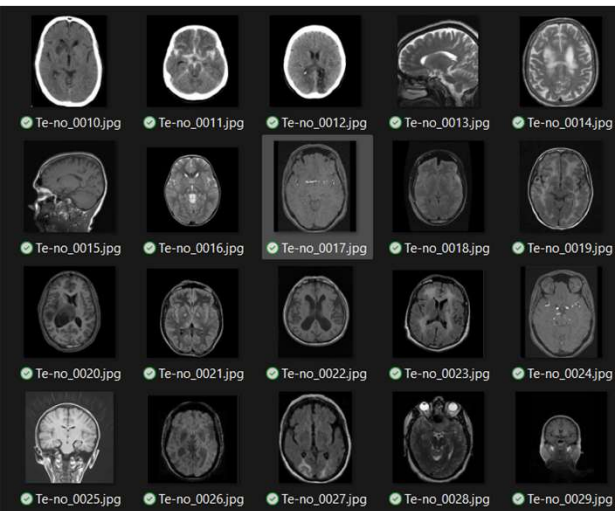 Te-no_0010.jpg Te-no_0011.jpg Te-no_0012.jpg Te-no_0013.jpg Te-no_0014.jpg
Te-no_0015.jpg Te-no_0016.jpg Te-no_0017.jpg Te-no_0018.jpg Te-no_0019.jpg
Te-no_0020.jpg Te-no_0021.jpg Te-no_0022.jpg Te-no_0023.jpg Te-no_0024.jpg
Te-no_0025.jpg Te-no_0026.jpg Te-no_0027.jpg Te-no_0028.jpg Te-no_0029.jpg